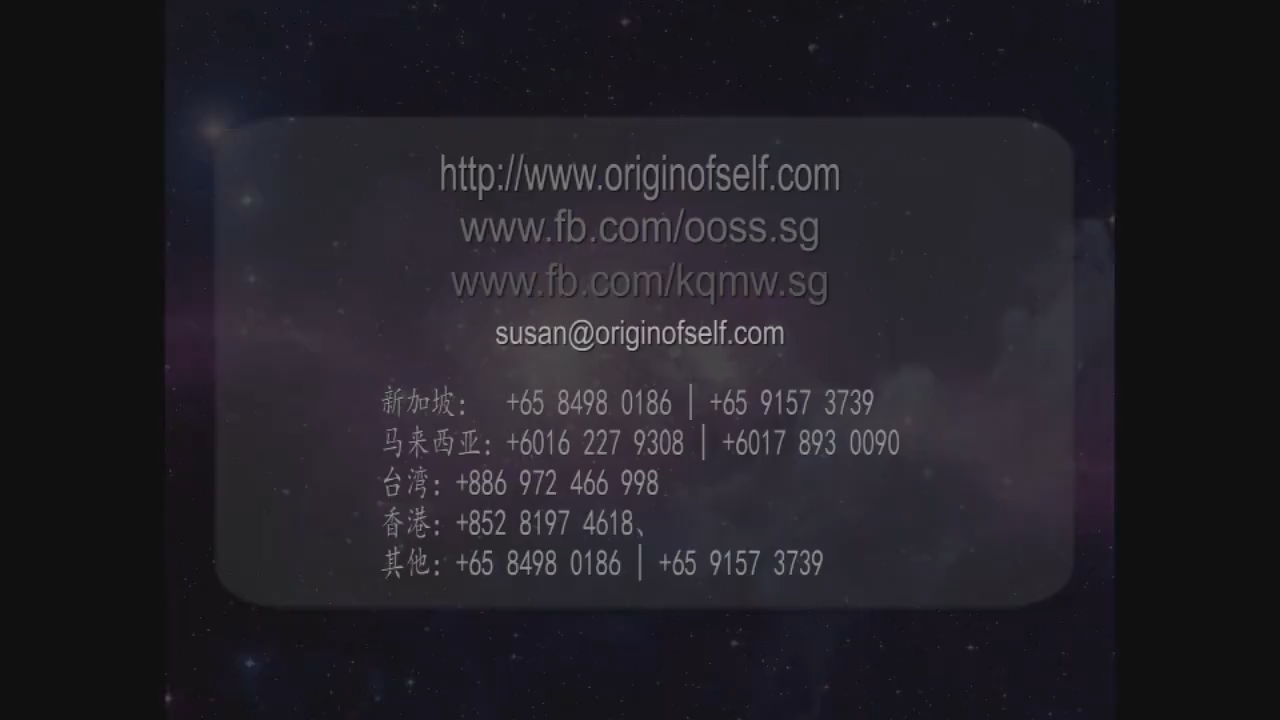 http://www.originofself.com
www.fb.com/ooss.sg
www.fb.com/kqmw.sg
susan@originofself.com
新加坡： +65 8498 0186 | +65 9157 3739
马来西亚：+6016 227 9308 | +6017 893 0090
台湾：+886 972 466 998
香港：+852 8197 4618、
其他：+65 8498 0186 | +65 9157 3739